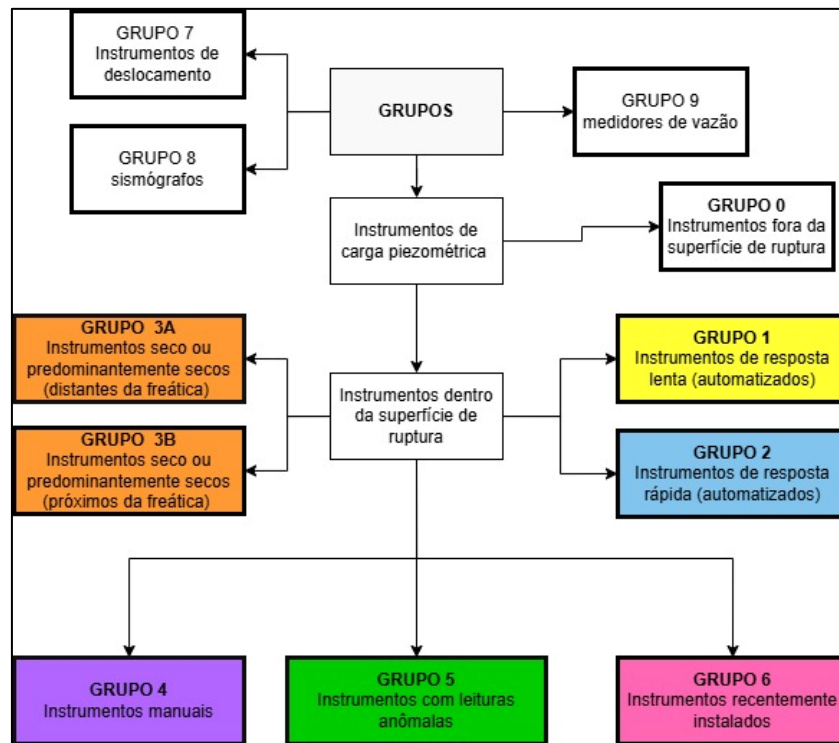 GRUPO 7
Instrumentos de
deslocamento
GRUPOS
GRUPO 9
medidores de vazão
GRUPO 8
sismógrafos
Instrumentos de
carga piezométrica
GRUPO 0
Instrumentos fora da
superfície de ruptura
GRUPO 3A
Instrumentos seco ou
predominantemente secos
(distantes da freática)
Instrumentos dentro
da superfície de
ruptura
GRUPO 1
Instrumentos de resposta
lenta (automatizados)
GRUPO 3B
Instrumentos seco ou
predominantemente secos
(próximos da freática)
GRUPO 2
Instrumentos de resposta
rápida (automatizados)
GRUPO 4
Instrumentos manuais
GRUPO 5
Instrumentos com leituras
anômalas
GRUPO 6
Instrumentos recentemente
instalados